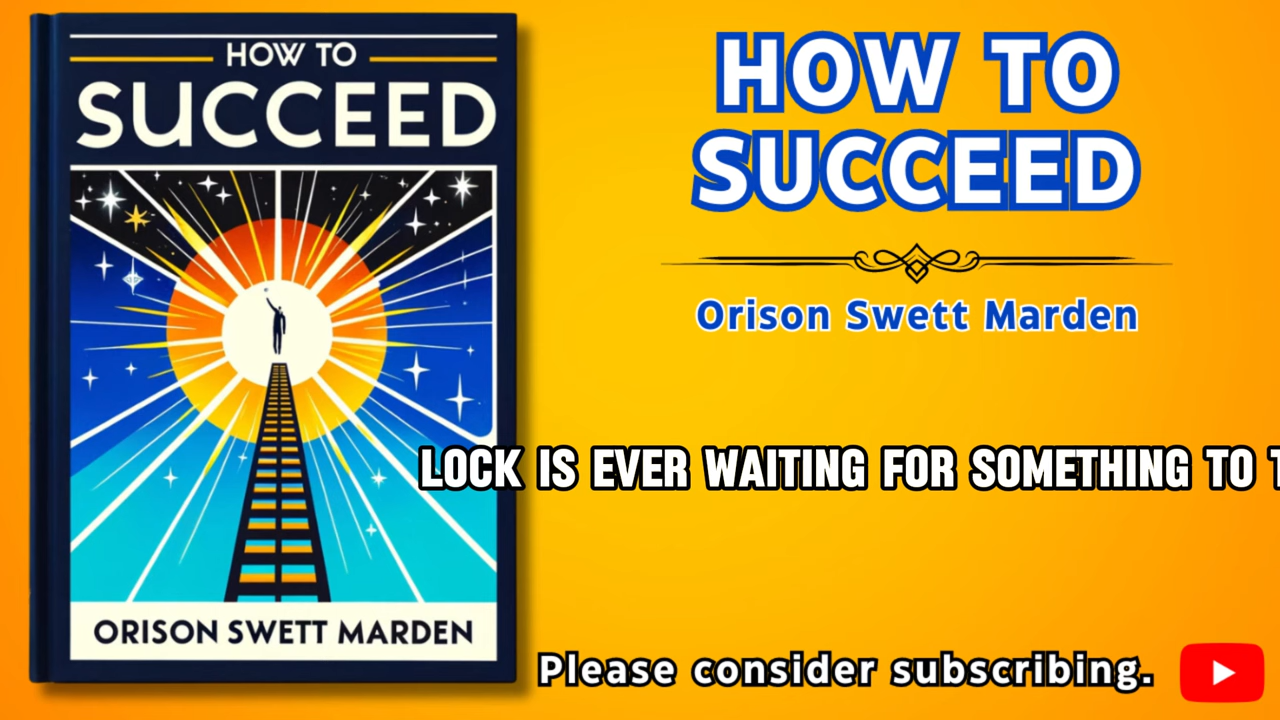 HOW TO
SUCCEED
ORISON SWETT MARDEN
HOW TO
SUCCEED
Orison Swett Marden
LOCK IS EVER WAITING FOR SOMETHING TO
Please consider subscribing.